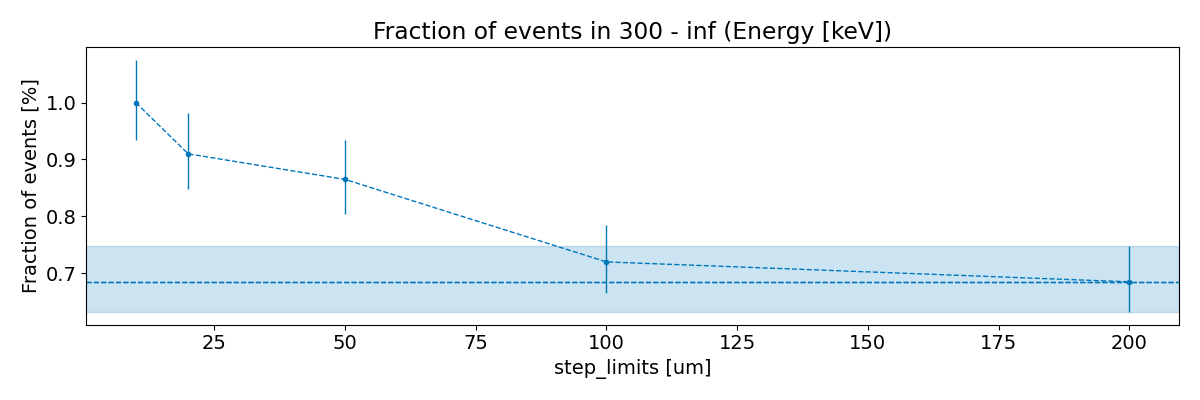 Fraction of events in 300 - inf (Energy [keV])
Fraction of events [%]
1.0
0.9
0.8
0.7
25 50 75 100 125 150 175 200
step_limits [um]